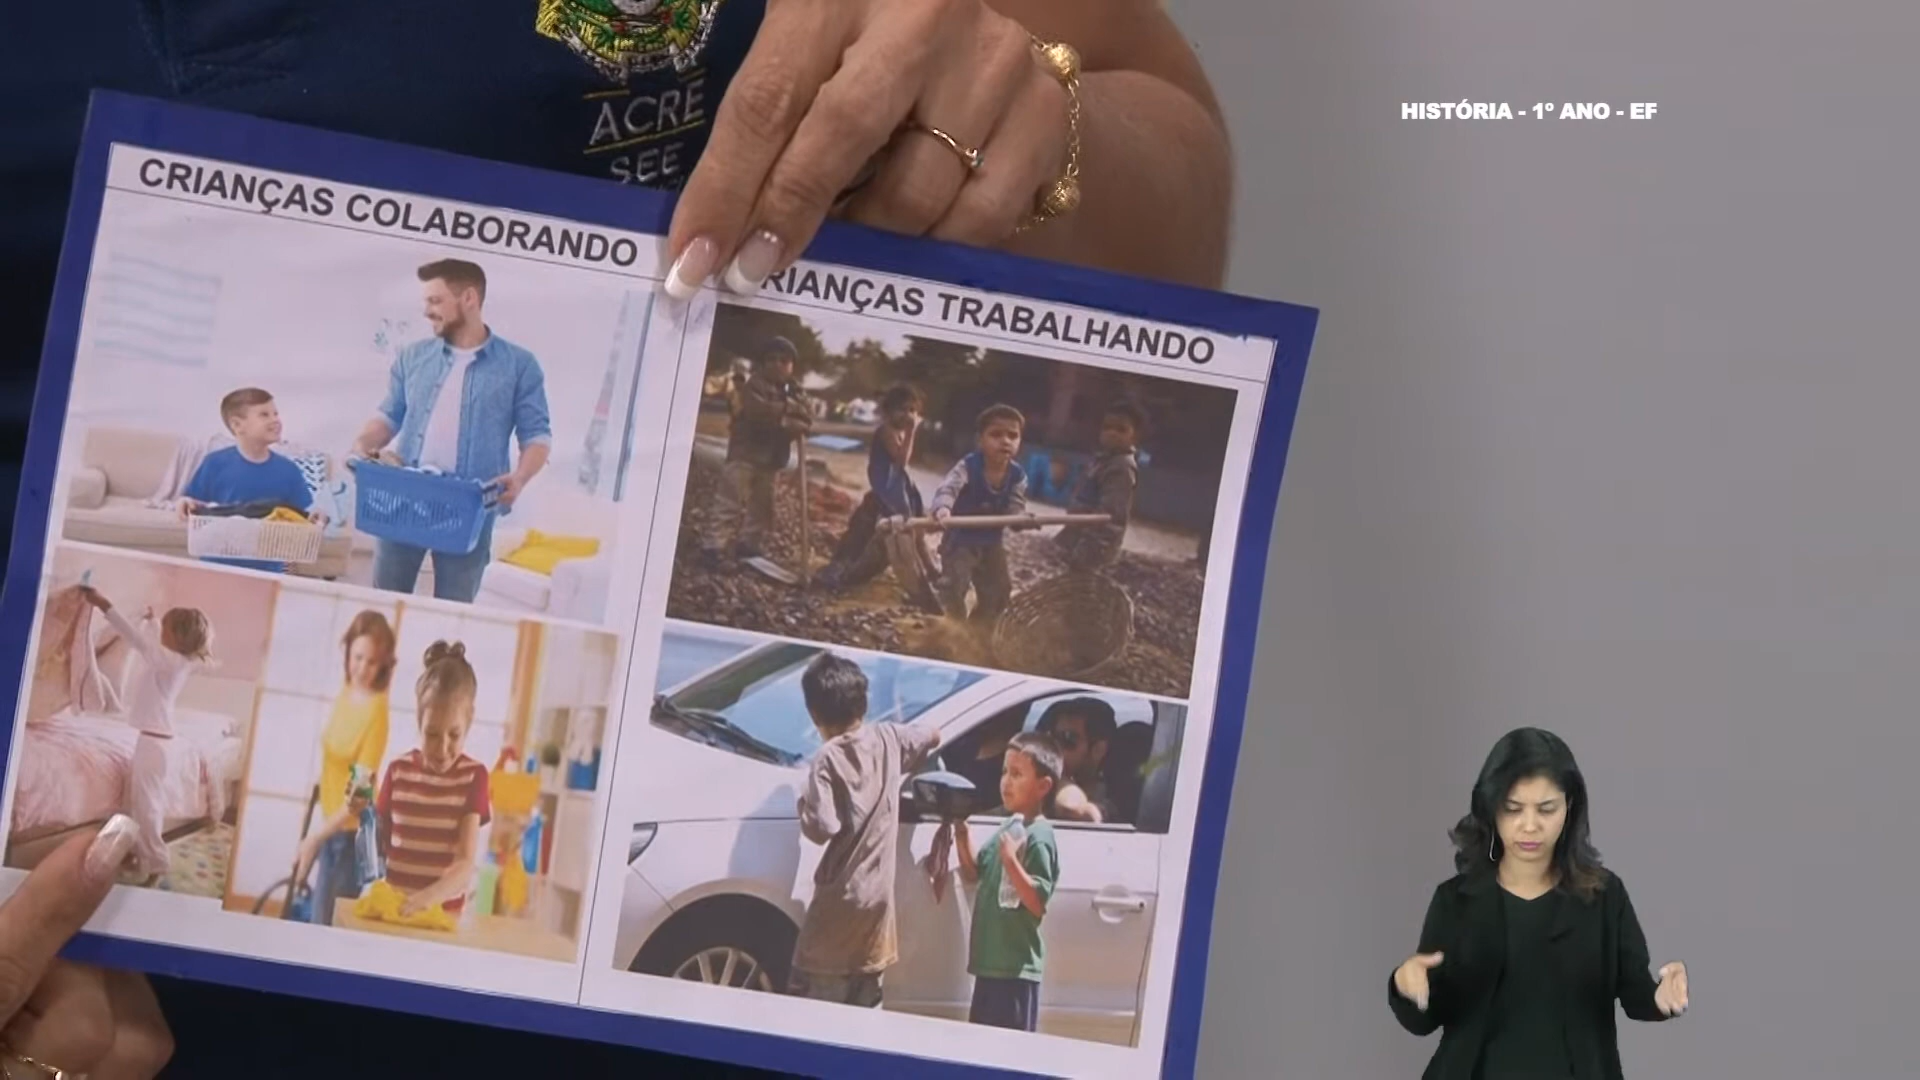 HISTÓRIA - 1º ANO - EF
ACRE
SEE
CRIANÇAS COLABORANDO
CRIANÇAS TRABALHANDO